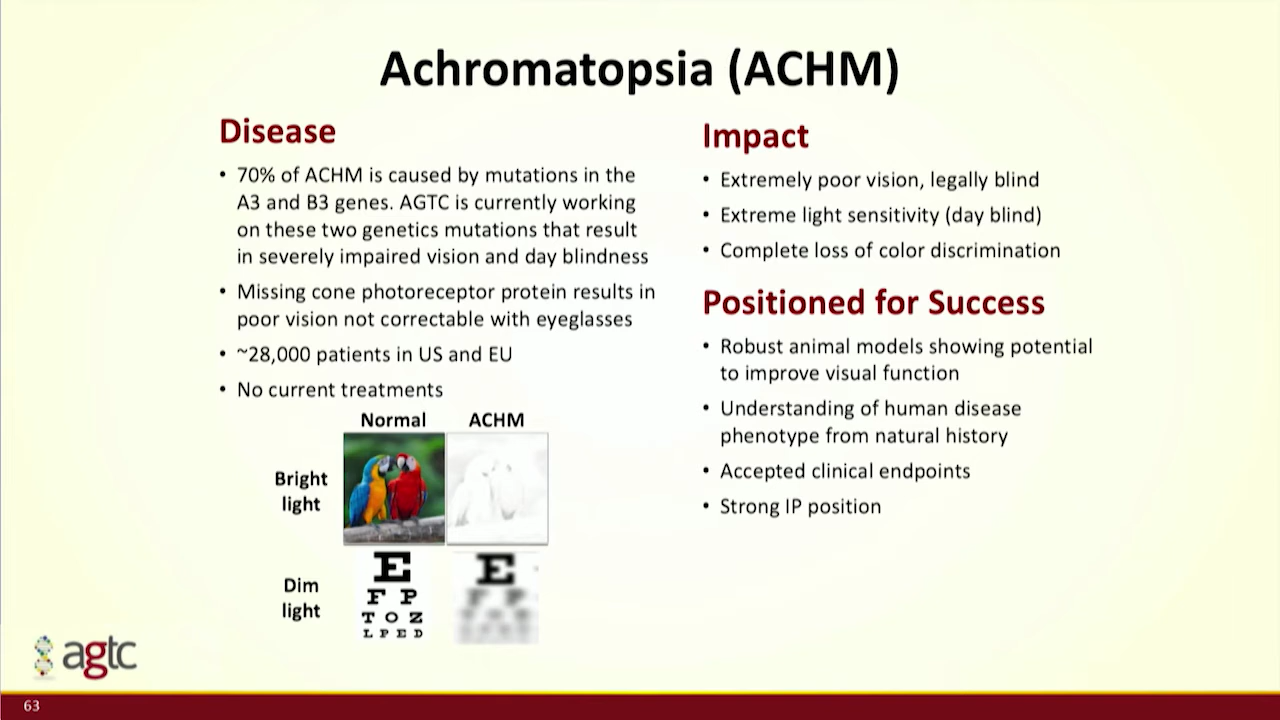 Achromatopsia (ACHM)
Disease
• 70% of ACHM is caused by mutations in the
A3 and B3 genes. AGTC is currently working
on these two genetics mutations that result
in severely impaired vision and day blindness
• Missing cone photoreceptor protein results in
poor vision not correctable with eyeglasses
• ~28,000 patients in US and EU
• No current treatments
Normal ACHM
Bright
light
Dim
light
E
F P
T O Z
L P E D
E
F P
Impact
• Extremely poor vision, legally blind
• Extreme light sensitivity (day blind)
• Complete loss of color discrimination
Positioned for Success
• Robust animal models showing potential
to improve visual function
• Understanding of human disease
phenotype from natural history
• Accepted clinical endpoints
• Strong IP position
agtc
63